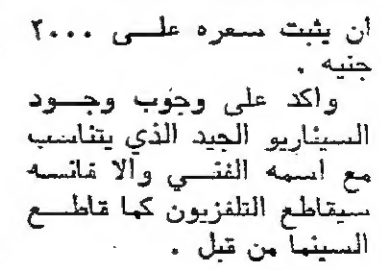 ان يثبت سعره على ٢٠٠٠
جنيه .
واكد على وجوب وجود
السيناريو الجيد الذي يتناسب
مع اسمه الفني والا فانسه
سيقاطع التلفزيون كما قاطع
السينما من قبل .